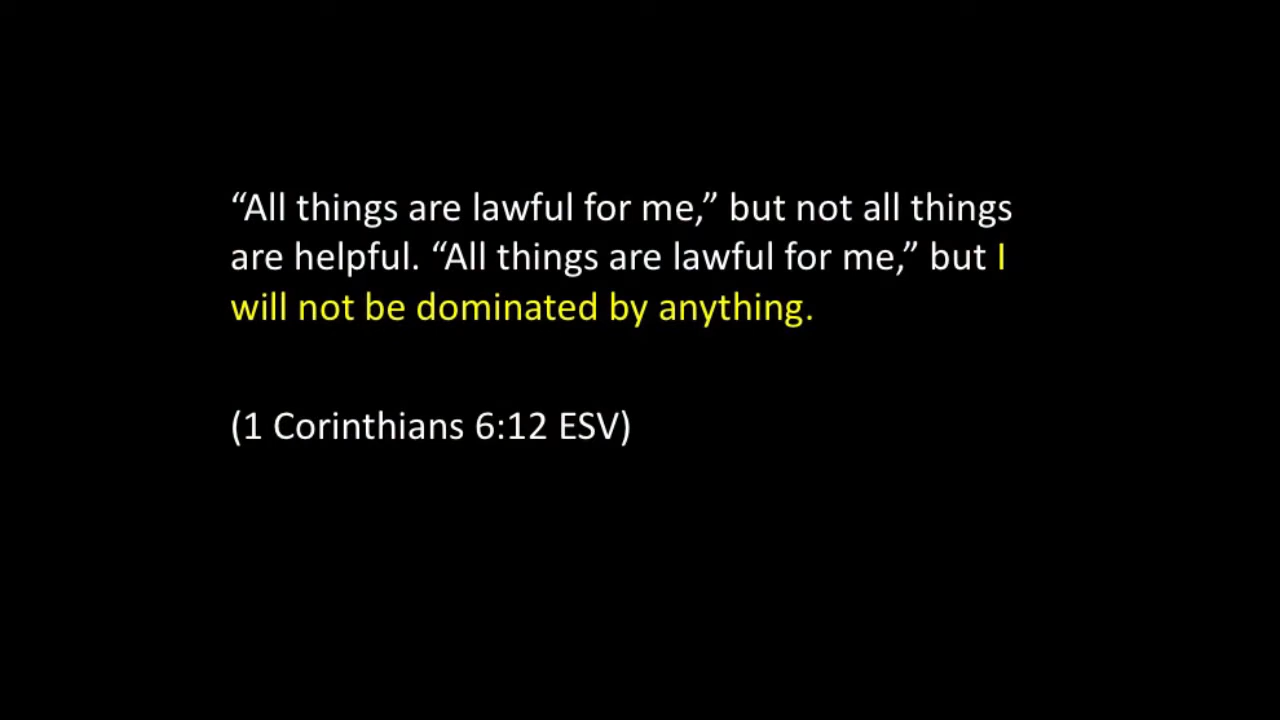 “All things are lawful for me,” but not all things
are helpful. “All things are lawful for me,” but I
will not be dominated by anything.
(1 Corinthians 6:12 ESV)